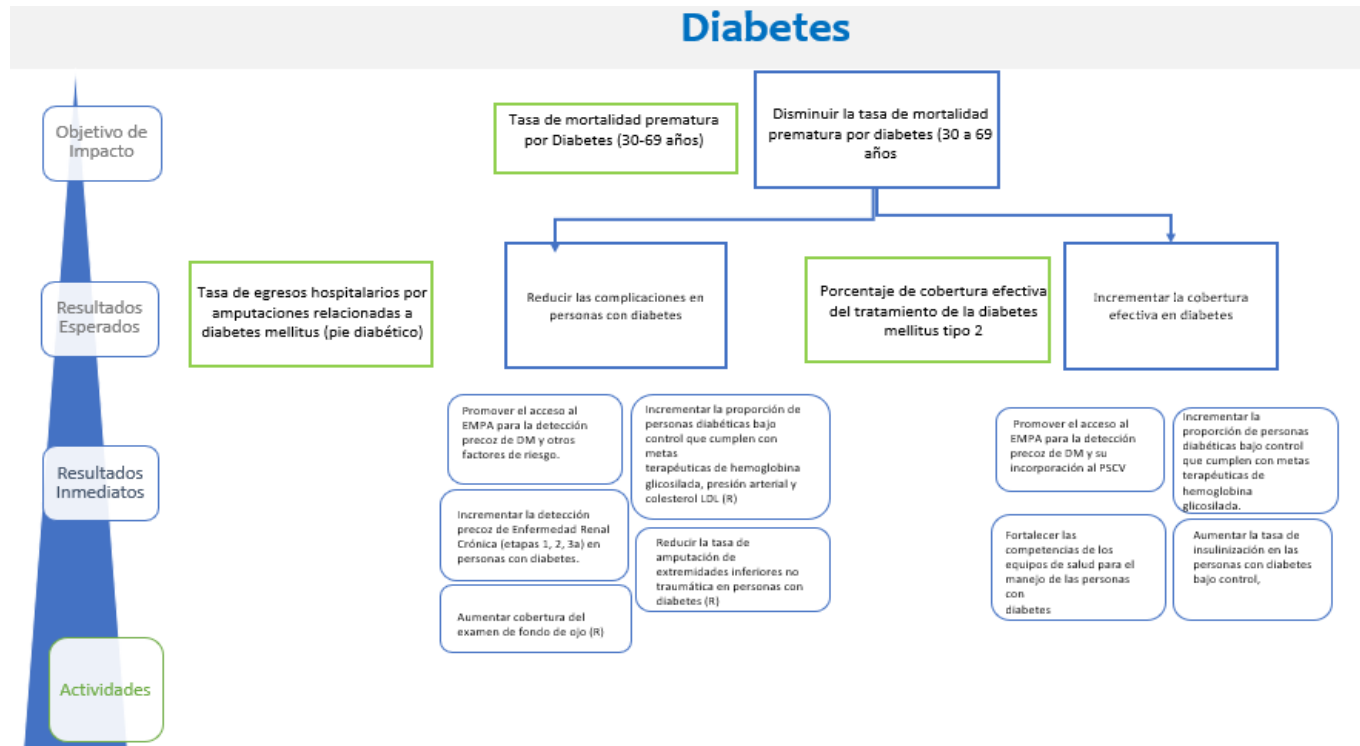 Diabetes
Objetivo de
Impacto
Tasa de mortalidad prematura
por Diabetes (30-69 años)
Disminuir la tasa de mortalidad
prematura por diabetes (30 a 69
años
Resultados
Esperados
Tasa de egresos hospitalarios por
amputaciones relacionadas a
diabetes mellitus (pie diabético)
Reducir las complicaciones en
personas con diabetes
Porcentaje de cobertura efectiva
del tratamiento de la diabetes
mellitus tipo 2
Incrementar la cobertura
efectiva en diabetes
Resultados
Inmediatos
Promover el acceso al
EMPA para la detección
precoz de DM y otros
factores de riesgo.
Incrementar la proporción de
personas diabéticas bajo
control que cumplen con
metas
terapéuticas de hemoglobina
glicosilada, presión arterial y
colesterol LDL (R)
Incrementar la detección
precoz de Enfermedad Renal
Crónica (etapas 1, 2, 3a) en
personas con diabetes.
Reducir la tasa de
amputación de
extremidades inferiores no
traumática en personas con
diabetes (R)
Aumentar cobertura del
examen de fondo de ojo (R)
Promover el acceso al
EMPA para la detección
precoz de DM y su
incorporación al PSCV
Incrementar la
proporción de personas
diabéticas bajo control
que cumplen con metas
terapéuticas de
hemoglobina
glicosilada.
Fortalecer las
competencias de los
equipos de salud para el
manejo de las personas
con
diabetes
Aumentar la tasa de
insulinización en las
personas con diabetes
bajo control,
Actividades